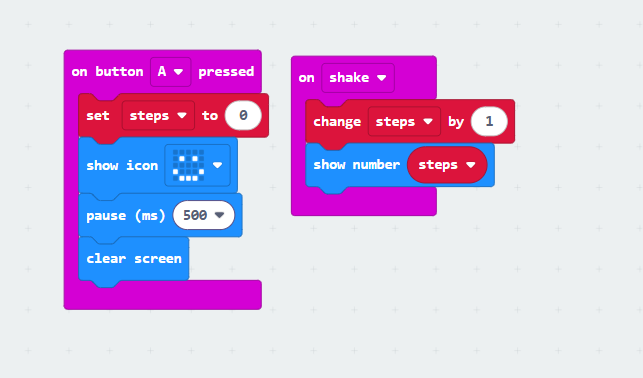 on button A pressed
set steps to 0
show icon
pause (ms) 500
clear screen
on shake
change steps by 1
show number steps